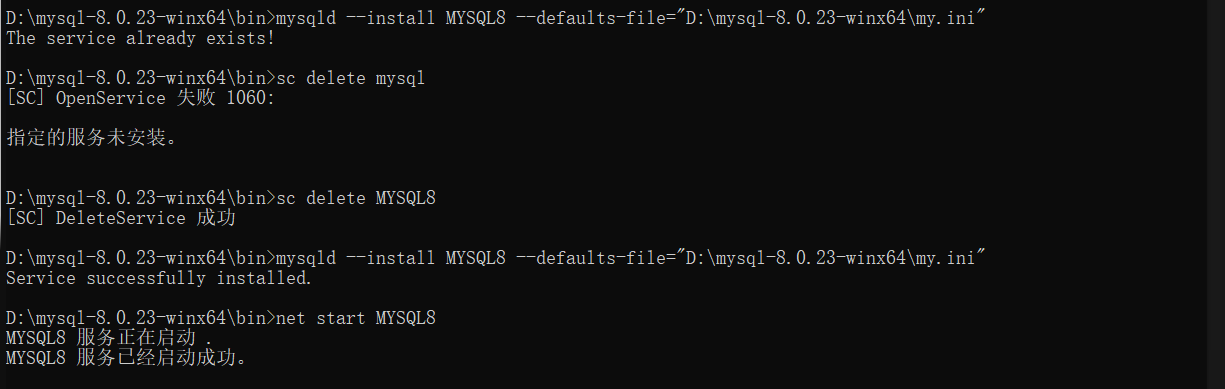 D:\mysql-8.0.23-winx64\bin>mysqld --install MYSQL8 --defaults-file="D:\mysql-8.0.23-winx64\my.ini"
The service already exists!
D:\mysql-8.0.23-winx64\bin>sc delete mysql
[SC] OpenService 失败 1060:
指定的服务未安装。
D:\mysql-8.0.23-winx64\bin>sc delete MYSQL8
[SC] DeleteService 成功
D:\mysql-8.0.23-winx64\bin>mysqld --install MYSQL8 --defaults-file="D:\mysql-8.0.23-winx64\my.ini"
Service successfully installed.
D:\mysql-8.0.23-winx64\bin>net start MYSQL8
MYSQL8 服务正在启动 .
MYSQL8 服务已经启动成功。